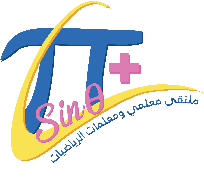 π +
Sin θ
ملتقى معلمي ومعلمات الرياضيات